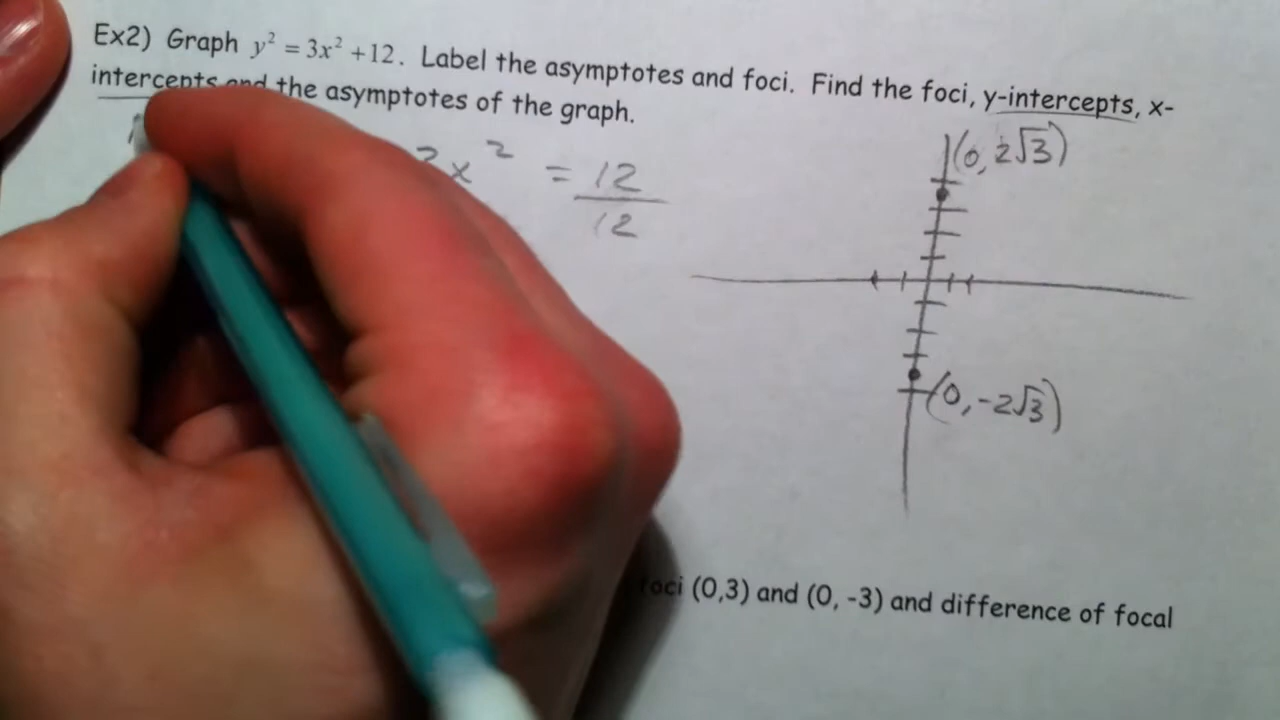 Ex2) Graph y² = 3x² + 12. Label the asymptotes and foci. Find the foci, y-intercepts, x-
intercepts and the asymptotes of the graph.
(0, 2√3)
3x² = 12
12
(0, -2√3)
foci (0,3) and (0, -3) and difference of focal